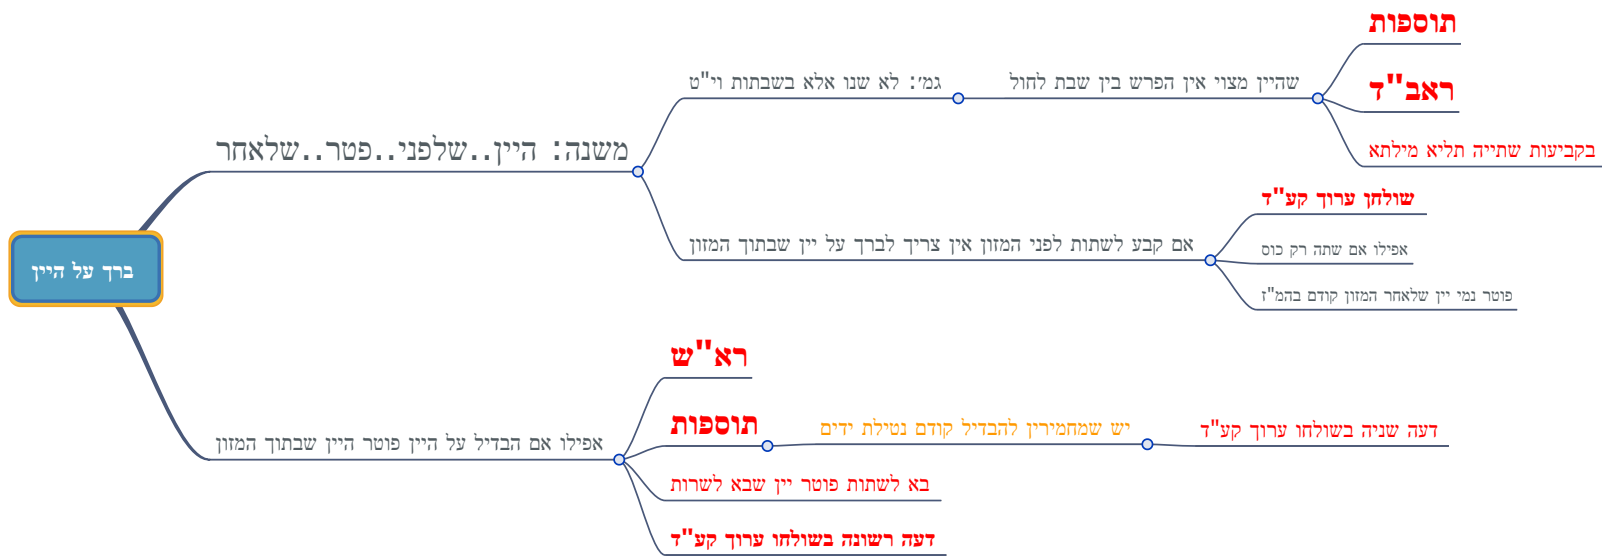 ברך על היין
משנה: היין..שלפני..פטר..שלאחר
גמ': לא שנו אלא בשבתות וי"ט
שהיין מצוי אין הפרש בין שבת לחול
תוספות
ראב"ד
בקביעות שתייה תליא מילתא
אם קבע לשתות לפני המזון אין צריך לברך על יין שבתוך המזון
שולחן ערוך קע"ד
אפילו אם שתה רק כוס
פוטר נמי יין שלאחר המזון קודם בהמ"ז
אפילו אם הבדיל על היין פוטר היין שבתוך המזון
רא"ש
תוספות
יש שמחמירין להבדיל קודם נטילת ידים
דעה שניה בשולחו ערוך קע"ד
בא לשתות פוטר יין שבא לשרות
דעה רשונה בשולחו ערוך קע"ד